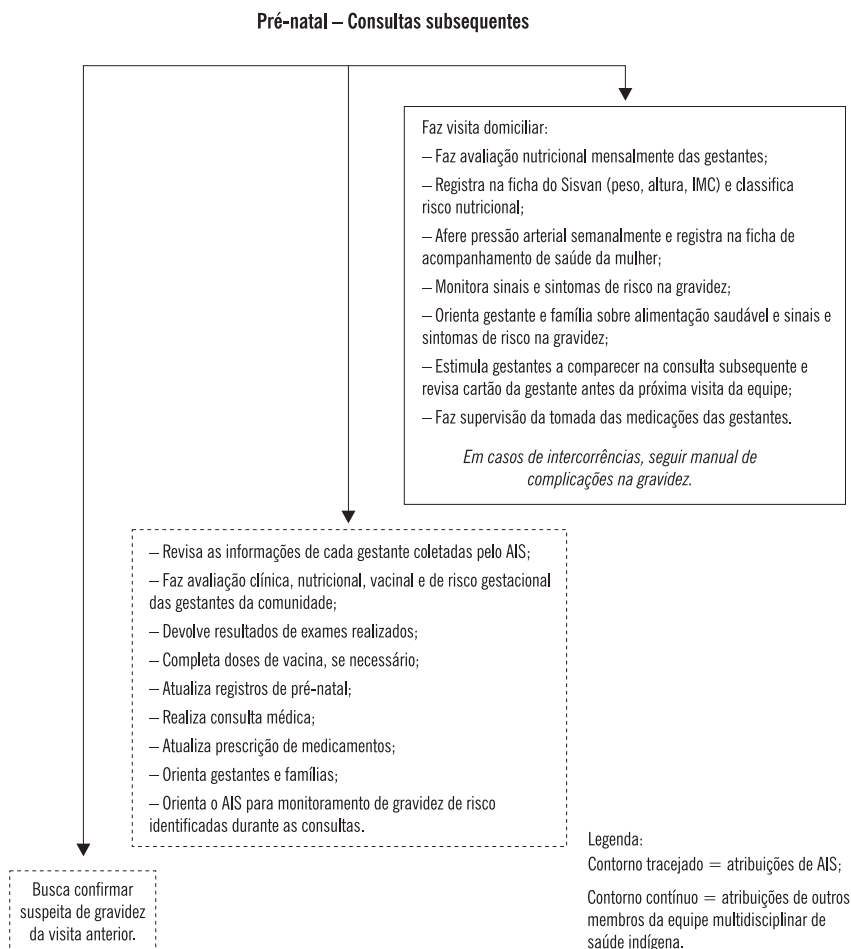 Pré-natal – Consultas subsequentes
Faz visita domiciliar:
– Faz avaliação nutricional mensalmente das gestantes;
– Registra na ficha do Sisvan (peso, altura, IMC) e classifica
risco nutricional;
– Afere pressão arterial semanalmente e registra na ficha de
acompanhamento de saúde da mulher;
– Monitora sinais e sintomas de risco na gravidez;
– Orienta gestante e família sobre alimentação saudável e sinais e
sintomas de risco na gravidez;
– Estimula gestantes a comparecer na consulta subsequente e
revisa cartão da gestante antes da próxima visita da equipe;
– Faz supervisão da tomada das medicações das gestantes.
Em casos de intercorrências, seguir manual de
complicações na gravidez.
– Revisa as informações de cada gestante coletadas pelo AIS;
– Faz avaliação clínica, nutricional, vacinal e de risco gestacional
das gestantes da comunidade;
– Devolve resultados de exames realizados;
– Completa doses de vacina, se necessário;
– Atualiza registros de pré-natal;
– Realiza consulta médica;
– Atualiza prescrição de medicamentos;
– Orienta gestantes e famílias;
– Orienta o AIS para monitoramento de gravidez de risco
identificadas durante as consultas.
Busca confirmar
suspeita de gravidez
da visita anterior.
Legenda:
Contorno tracejado = atribuições de AIS;
Contorno contínuo = atribuições de outros
membros da equipe multidisciplinar de
saúde indígena.